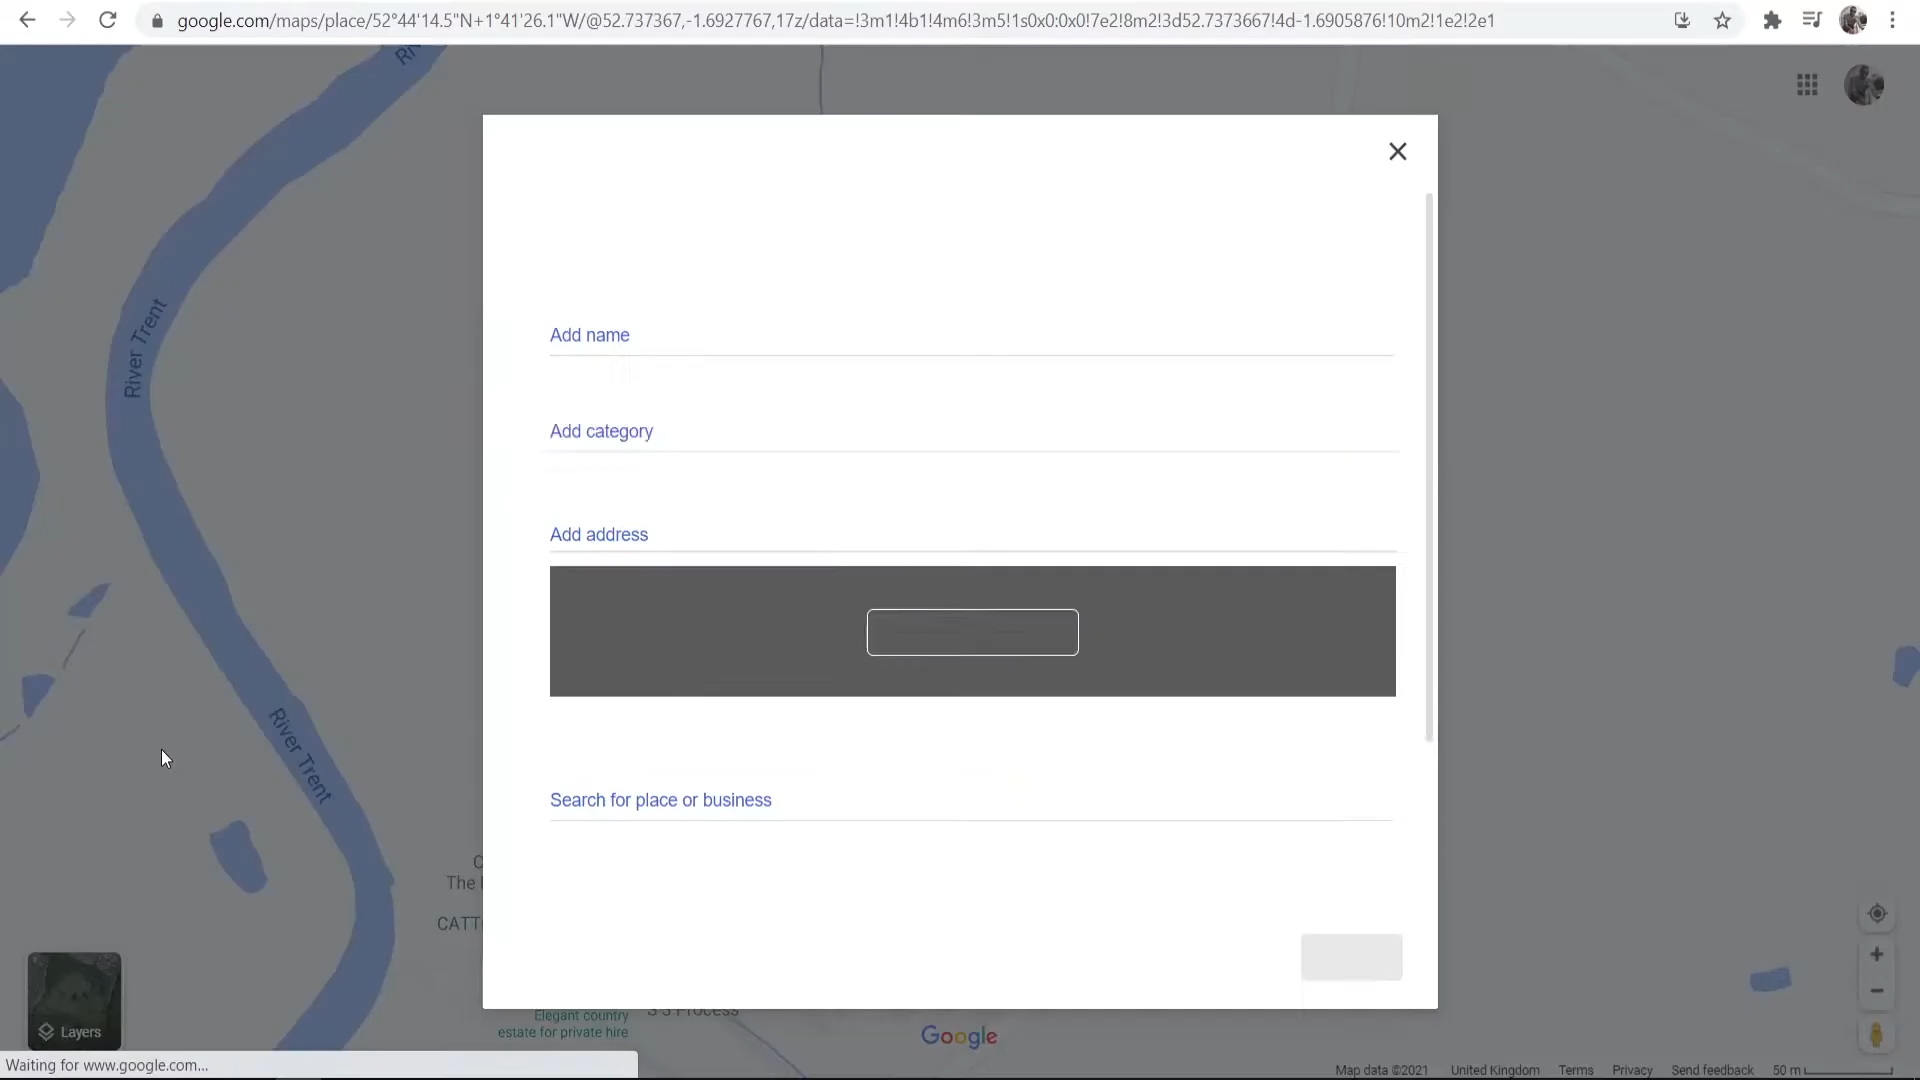 google.com/maps/place/52°44'14.5"N+1°41'26.1"W/@52.737367,-1.6927767,17z/data=!3m1!4b1!4m6!3m5!1s0x0:0x0!7e2!8m2!3d52.7373667!4d-1.6905876!10m2!1e2!2e1
River Trent
Add name
Add category
Add address
River Trent
Search for place or business
The
CATT
Elegant country
estate for private hire
Layers
Google
Waiting for www.google.com...
Map data ©2021 United Kingdom Terms Privacy Send feedback 50 m